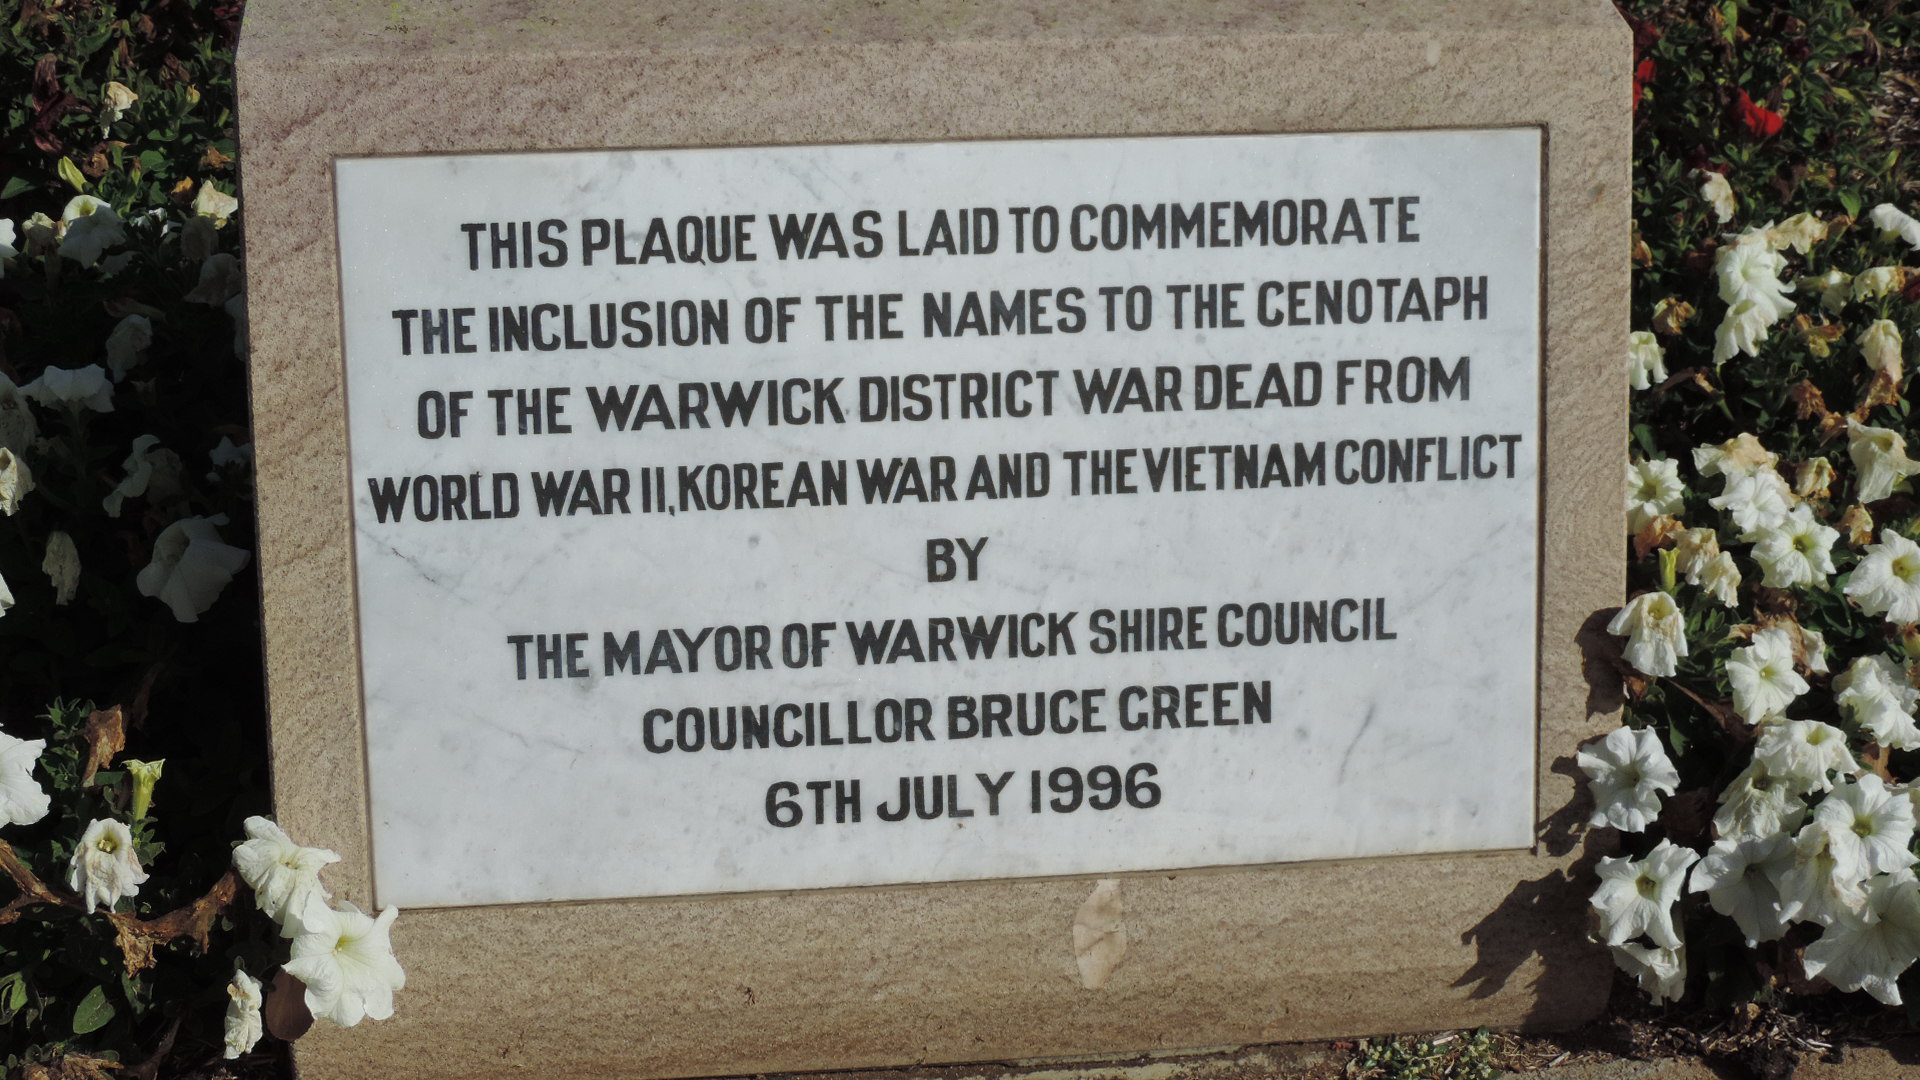 THIS PLAQUE WAS LAID TO COMMEMORATE
THE INCLUSION OF THE NAMES TO THE CENOTAPH
OF THE WARWICK DISTRICT WAR DEAD FROM
WORLD WAR II, KOREAN WAR AND THE VIETNAM CONFLICT
BY
THE MAYOR OF WARWICK SHIRE COUNCIL
COUNCILLOR BRUCE GREEN
6TH JULY 1996